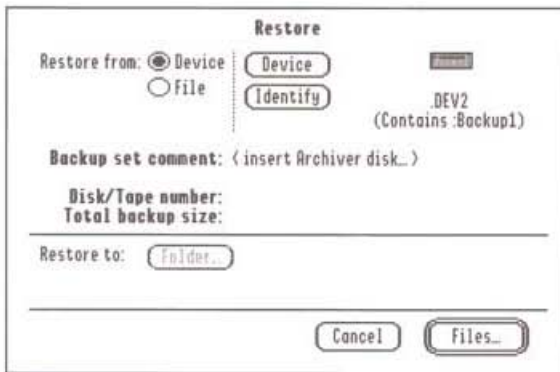 Restore
Restore from: Device
File
Device
Identify
.DEV2
(Contains :Backup1)
Backup set comment: < insert Archiver disk… >
Disk/Tape number:
Total backup size:
Restore to: Folder…
Cancel
Files…